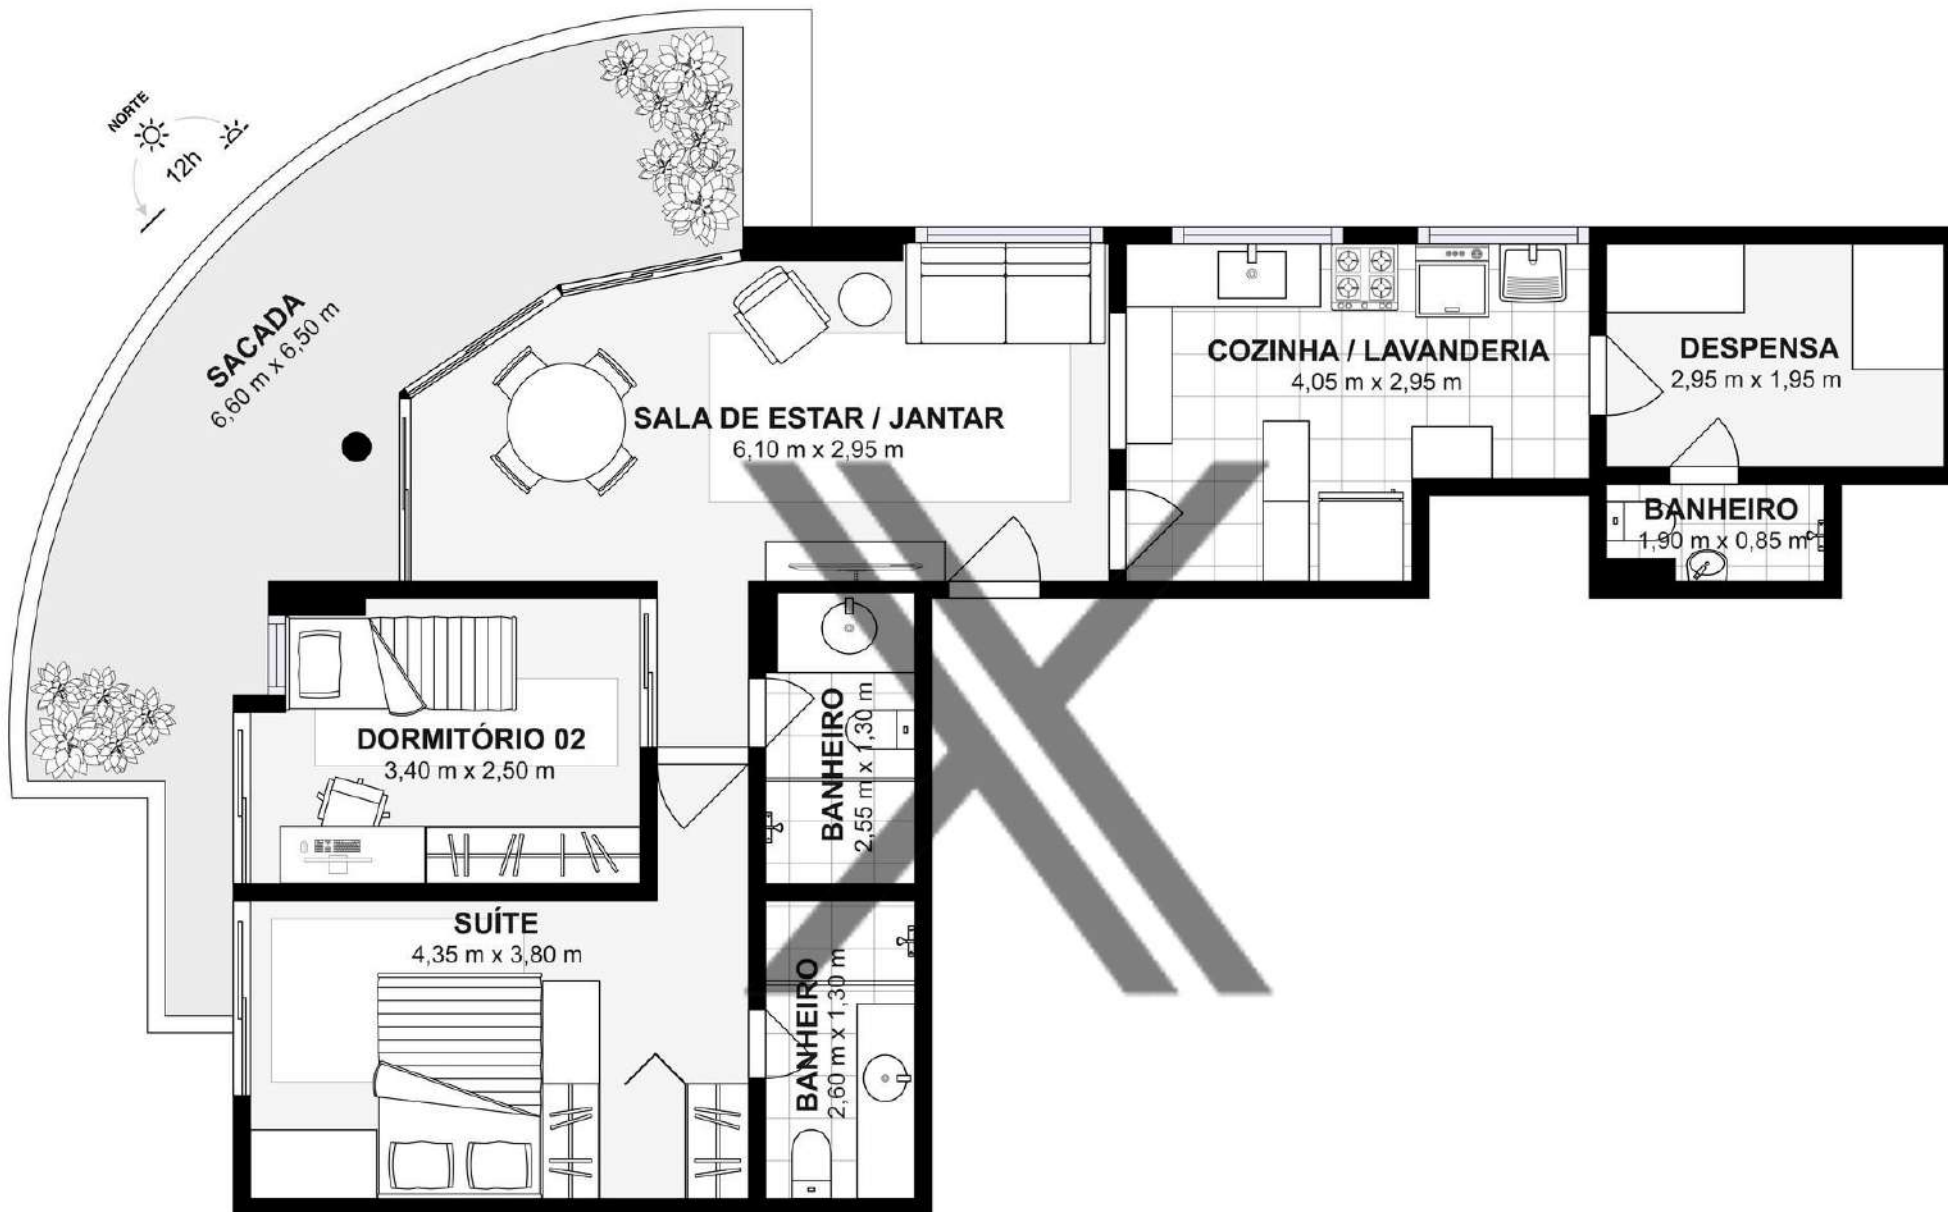 NORTE
12h
SACADA
6,60 m x 6,50 m
SALA DE ESTAR / JANTAR
6,10 m x 2,95 m
COZINHA / LAVANDERIA
4,05 m x 2,95 m
DESPENSA
2,95 m x 1,95 m
BANHEIRO
1,90 m x 0,85 m
DORMITÓRIO 02
3,40 m x 2,50 m
BANHEIRO
2,55 m x 1,30 m
SUÍTE
4,35 m x 3,80 m
BANHEIRO
2,60 m x 1,30 m